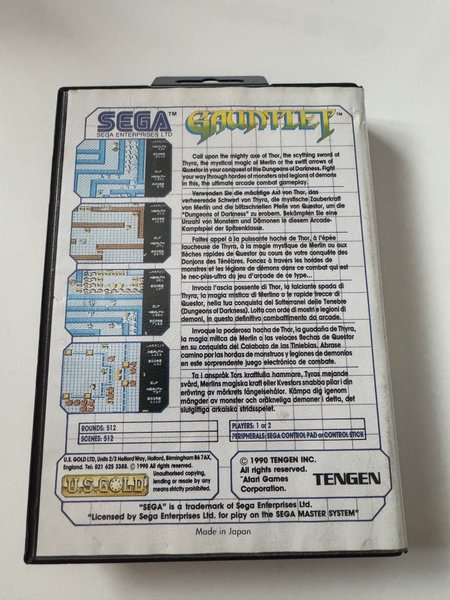 SEGA™
SEGA ENTERPRISES LTD
GAUNTLET™
Call upon the mighty axe of Thor, the scything sword of
Thyra, the mystical magic of Merlin or the swift arrows of
Questor in your conquest of the Dungeons of Darkness. Fight
your way through hordes of monsters and legions of demons
in this, the ultimate arcade combat gameplay.
Verwenden Sie die mächtige Axt von Thor, das
verheerende Schwert von Thyra, die mystische Zauberkraft
von Merlin und die blitzschnellen Pfeile von Questor, um die
"Dungeons of Darkness" zu erobern. Bekämpfen Sie eine
Unzahl von Monstern und Dämonen in diesem Arcade-
Kampfspiel der Spitzenklasse.
Faites appel à la puissante hache de Thor, à l'épée
faucheuse de Thyra, à la magie mystique de Merlin ou aux
flèches rapides de Questor au cours de votre conquête des
Donjons des Ténèbres. Foncez à travers les hordes de
monstres et les légions de démons dans ce combat qui est
le nec-plus-ultra du jeu d'arcade de ce type...
Invoca l'ascia possente di Thor, la falciante spada di
Thyra, la magia mistica di Merlino o le rapide frecce di
Questor, nella tua conquista dei Sotterranei delle Tenebre
(Dungeons of Darkness). Lotta con orde di mostri e legioni di
demoni, in questo definitivo combattimento da arcade.
Invoque la poderosa hacha de Thor, la guadaña de Thyra,
la magia mítica de Merlín o las veloces flechas de Questor
en su conquista del Calabozo de las Tinieblas. Abrase
camino por las hordas de monstruos y legiones de demonios
en este sorprendente juego electrónico de combate.
Ta i anspråk Tors kraftfulla hammare, Tyras mejande
svärd, Merlins magiska kraft eller Kvestors snabba pilar i din
erövring av mörkrets fängelsehålor. Kämpa dig igenom
mängder av monster och oräkneliga demoner i detta, det
slutgiltiga arkadska stridsspelet.
ROUNDS: 512
SCENES: 512
PLAYERS: 1 or 2
PERIPHERALS: SEGA CONTROL PAD or CONTROL STICK
U.S. GOLD LTD, Units 2/3 Holford Way, Holford, Birmingham B6 7AX,
England. Tel: 021 625 3388. © 1990 All rights reserved.
Unauthorised copying,
lending or resale by any
means strictly prohibited.
U.S. GOLD
© 1990 TENGEN INC.
All rights reserved.
Atari Games
Corporation.
TENGEN
"SEGA" is a trademark of Sega Enterprises Ltd.
"Licensed by Sega Enterprises Ltd. for play on the SEGA MASTER SYSTEM"
Made in Japan